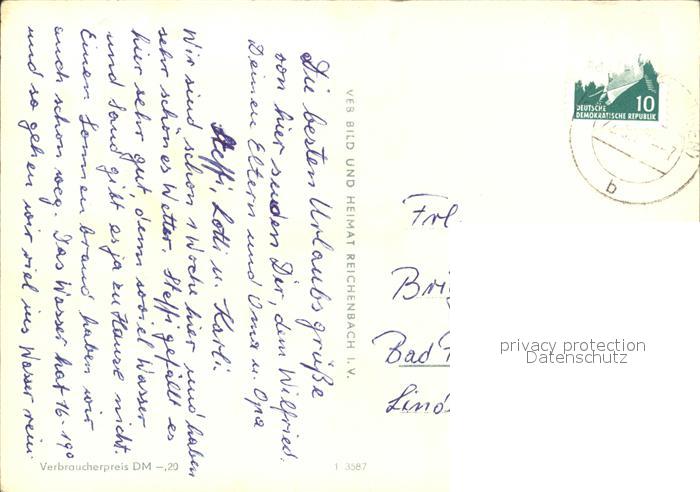 Die besten Urlaubsgrüße
von hier senden Dir, dem Wilfried.
Deinen Eltern und Oma u. Opa
Steffi, Lotti u. Karli.
Wir sind schon 1 Woche hier und haben
sehr schönes Wetter. Steffi gefällt es
hier sehr gut, denn soviel Wasser
und Sand gibt es ja zu Hause nicht.
Einen Sonnenbrand haben wir
auch schon weg. Das Wasser hat 16-19°
und so gehen wir viel ins Wasser rein.
VEB BILD UND HEIMAT REICHENBACH I. V.
DEUTSCHE
DEMOKRATISCHE REPUBLIK
10
b
Frl
Bad
privacy protection
Datenschutz
Verbraucherpreis DM –,20
1 3587